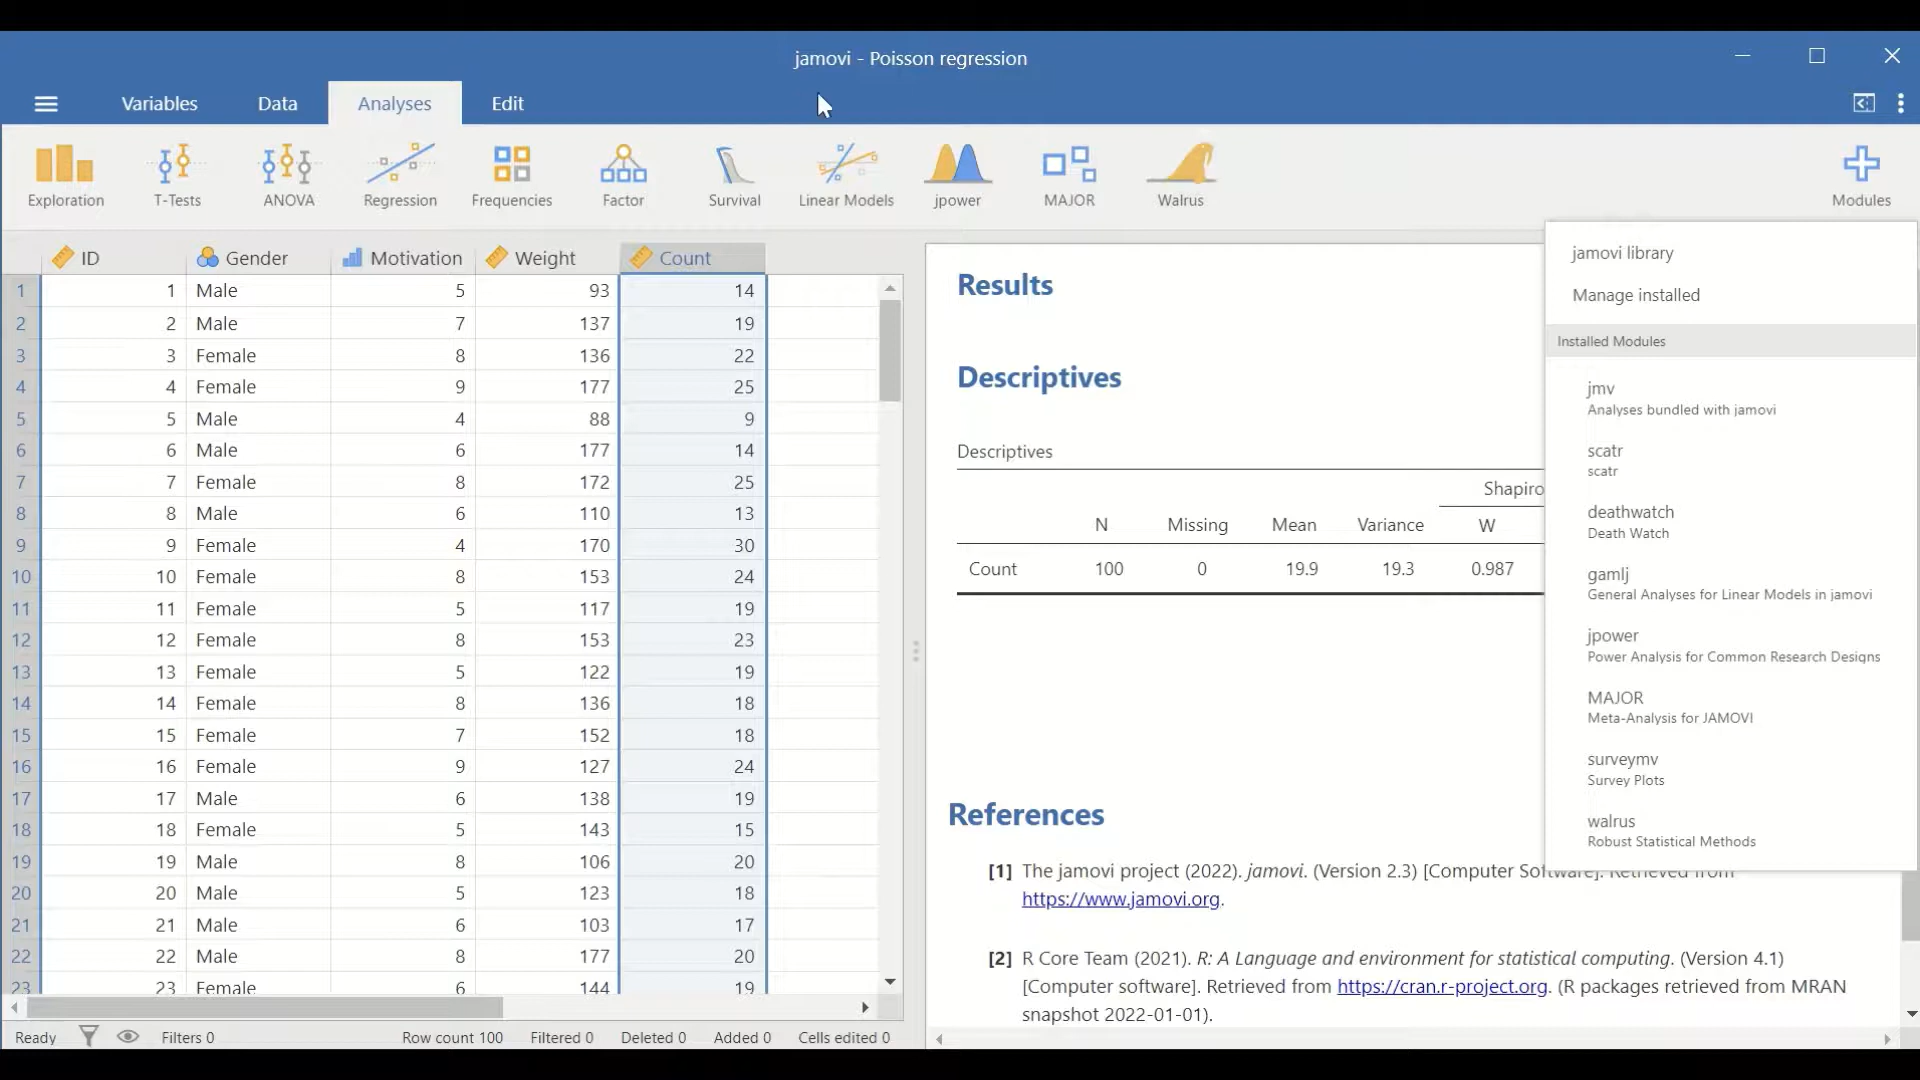 jamovi - Poisson regression
Variables Data Analyses Edit
Exploration T-Tests ANOVA Regression Frequencies Factor Survival Linear Models jpower MAJOR Walrus Modules
ID Gender Motivation Weight Count
1 1 Male 5 93 14
2 2 Male 7 137 19
3 3 Female 8 136 22
4 4 Female 9 177 25
5 5 Male 4 88 9
6 6 Male 6 177 14
7 7 Female 8 172 25
8 8 Male 6 110 13
9 9 Female 4 170 30
10 10 Female 8 153 24
11 11 Female 5 117 19
12 12 Female 8 153 23
13 13 Female 5 122 19
14 14 Female 8 136 18
15 15 Female 7 152 18
16 16 Female 9 127 24
17 17 Male 6 138 19
18 18 Female 5 143 15
19 19 Male 8 106 20
20 20 Male 5 123 18
21 21 Male 6 103 17
22 22 Male 8 177 20
23 23 Female 6 144 19
Ready Filters 0 Row count 100 Filtered 0 Deleted 0 Added 0 Cells edited 0
Results
Descriptives
Descriptives
Shapiro
N Missing Mean Variance W
Count 100 0 19.9 19.3 0.987
References
[1] The jamovi project (2022). jamovi. (Version 2.3) [Computer Software]. Retrieved from
https://www.jamovi.org.
[2] R Core Team (2021). R: A Language and environment for statistical computing. (Version 4.1)
[Computer software]. Retrieved from https://cran.r-project.org. (R packages retrieved from MRAN
snapshot 2022-01-01).
jamovi library
Manage installed
Installed Modules
jmv
Analyses bundled with jamovi
scatr
scatr
deathwatch
Death Watch
gamlj
General Analyses for Linear Models in jamovi
jpower
Power Analysis for Common Research Designs
MAJOR
Meta-Analysis for JAMOVI
surveymv
Survey Plots
walrus
Robust Statistical Methods